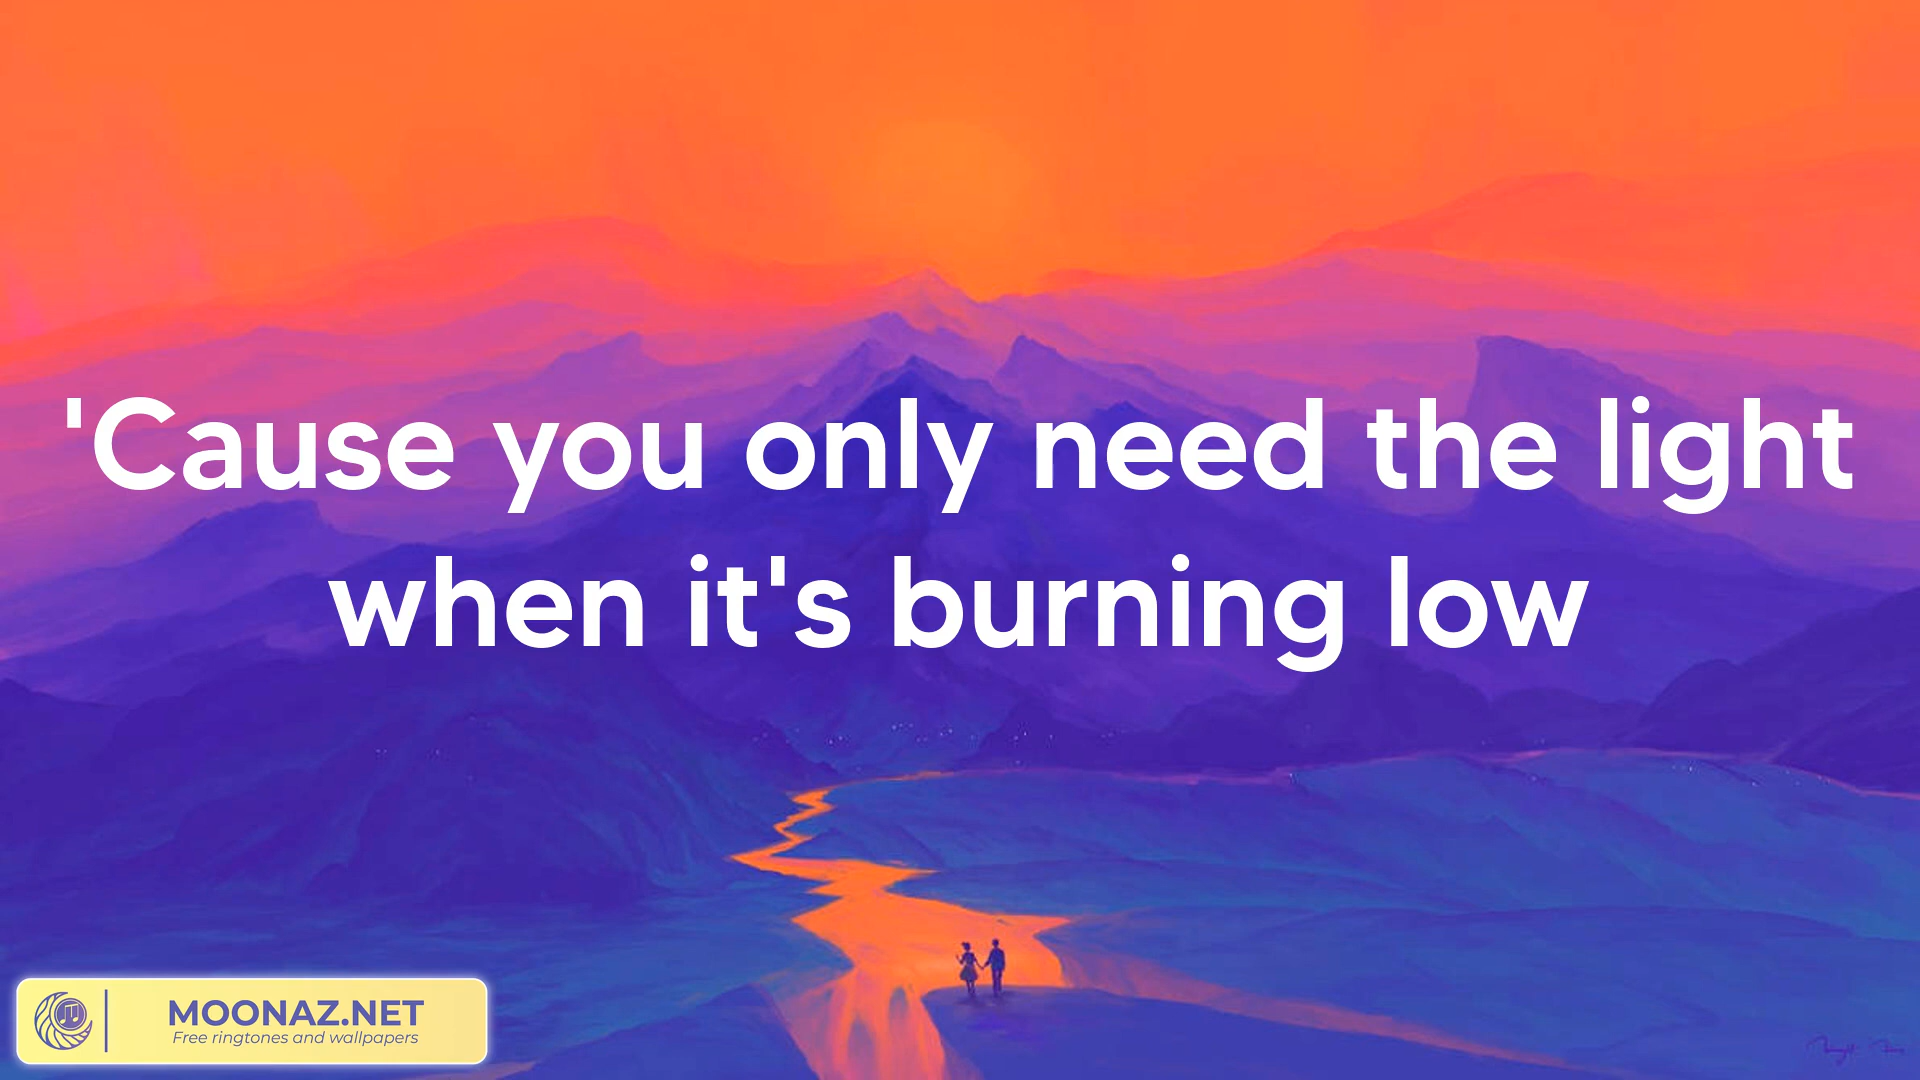 'Cause you only need the light
when it's burning low
MOONAZ.NET
Free ringtones and wallpapers